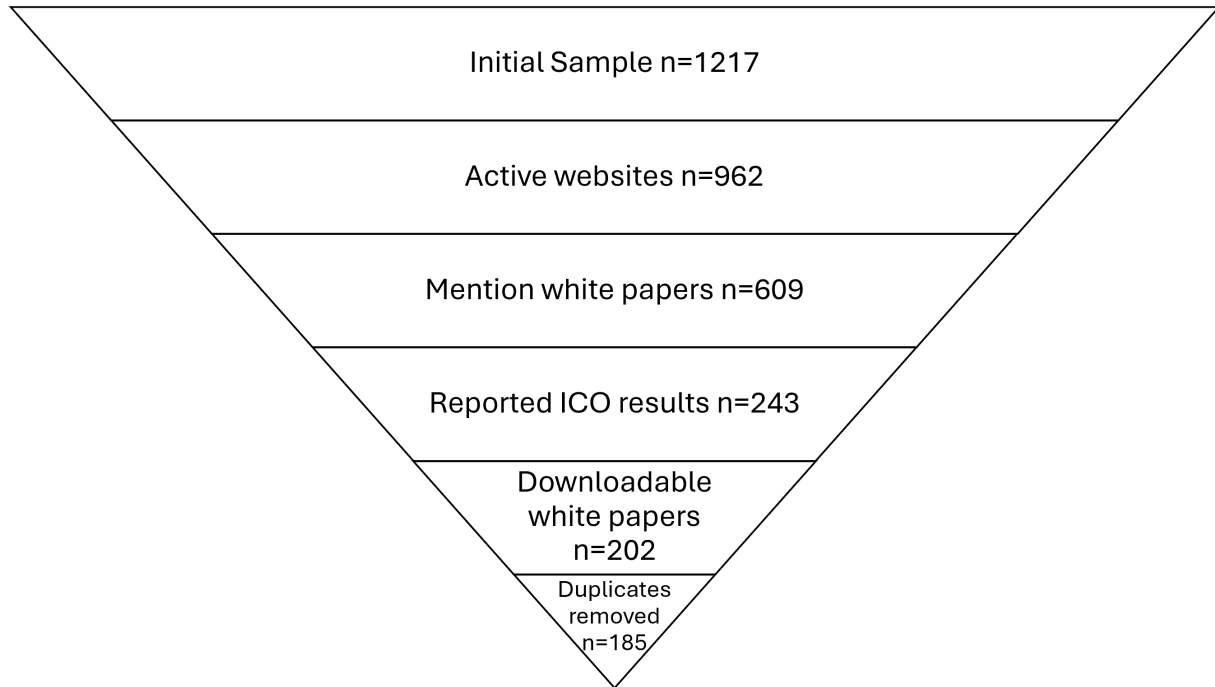 Initial Sample n=1217
Active websites n=962
Mention white papers n=609
Reported ICO results n=243
Downloadable
white papers
n=202
Duplicates
removed
n=185